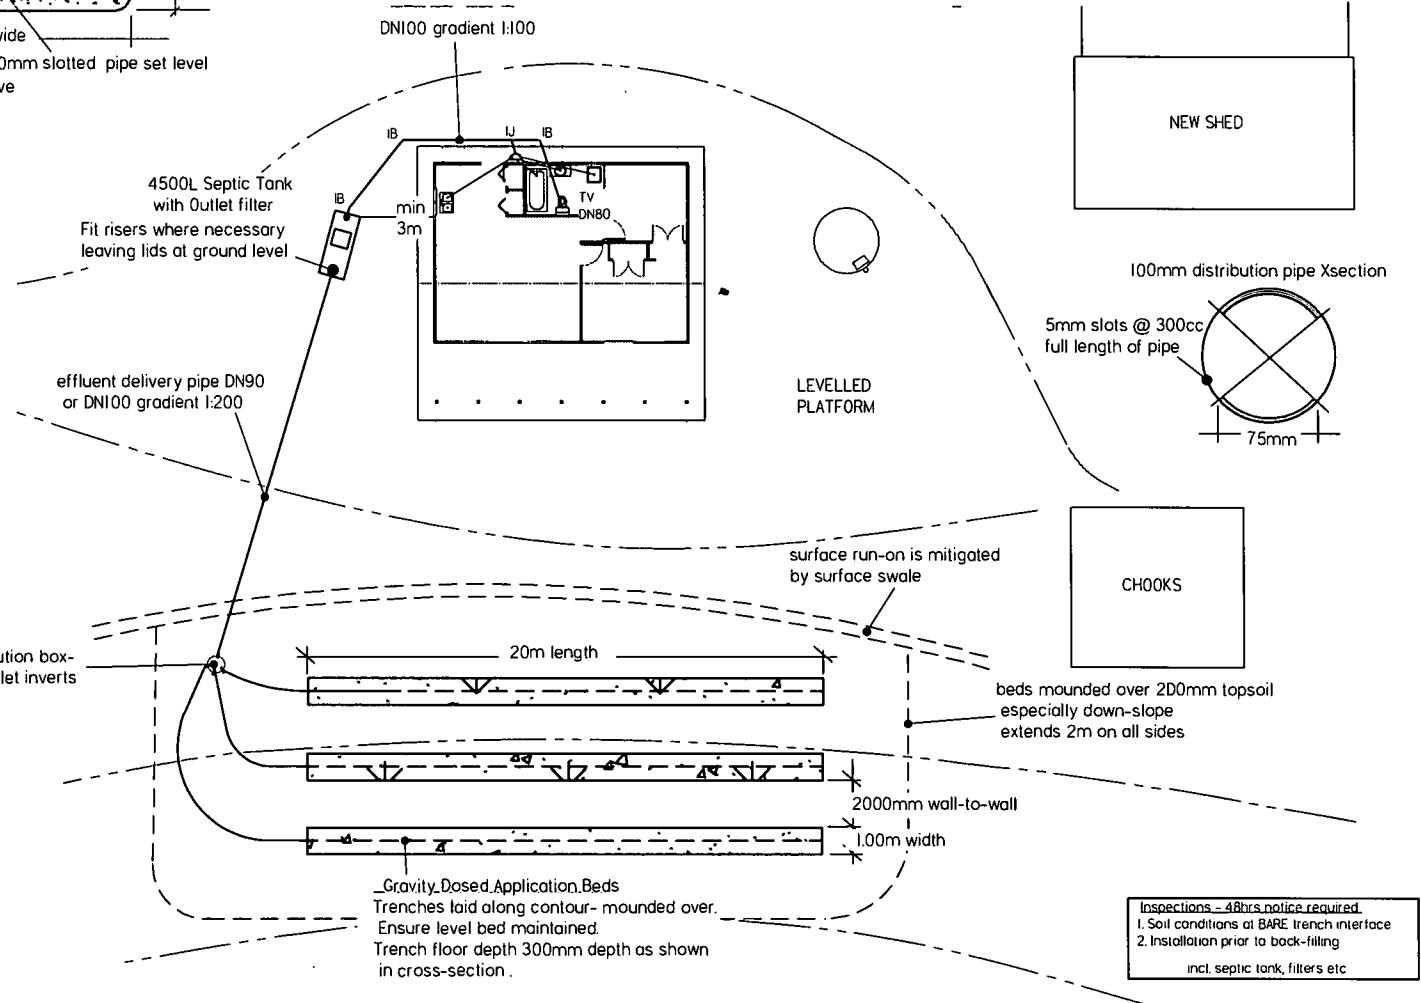 DN100 gradient 1:100
wide
0mm slotted pipe set level
ve
NEW SHED
IB
IJ
IB
4500L Septic Tank
with Outlet filter
IB
Fit risers where necessary
leaving lids at ground level
min
3m
TV
DN80
100mm distribution pipe Xsection
5mm slots @ 300cc
full length of pipe
75mm
effluent delivery pipe DN90
or DN100 gradient 1:200
LEVELLED
PLATFORM
surface run-on is mitigated
by surface swale
CHOOKS
ution box-
let inverts
20m length
beds mounded over 200mm topsoil
especially down-slope
extends 2m on all sides
2000mm wall-to-wall
1.00m width
Gravity Dosed Application Beds
Trenches laid along contour- mounded over.
Ensure level bed maintained.
Trench floor depth 300mm depth as shown
in cross-section .
Inspections - 48hrs notice required
1. Soil conditions at BARE trench interface
2. Installation prior to back-filling
incl. septic tank, filters etc